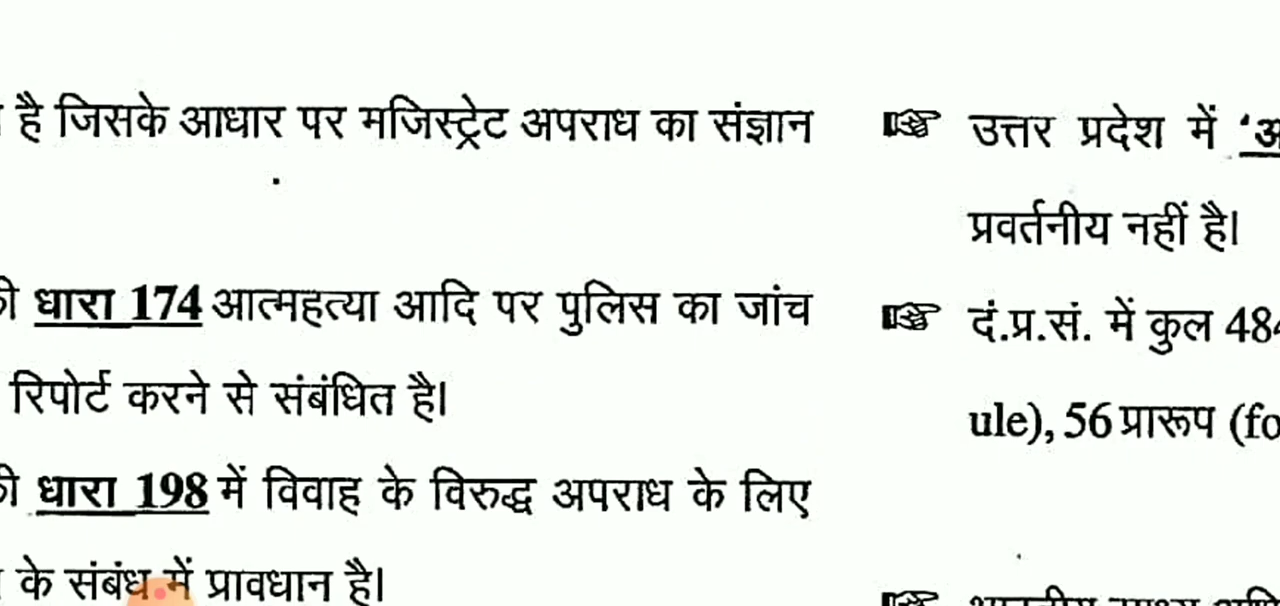 है जिसके आधार पर मजिस्ट्रेट अपराध का संज्ञान
धारा 174 आत्महत्या आदि पर पुलिस का जांच
रिपोर्ट करने से संबंधित है।
धारा 198 में विवाह के विरुद्ध अपराध के लिए
के संबंध में प्रावधान है।
☞ उत्तर प्रदेश में
प्रवर्तनीय नहीं है।
☞ दं.प्र.सं. में कुल
ule), 56 प्रारूप (fo